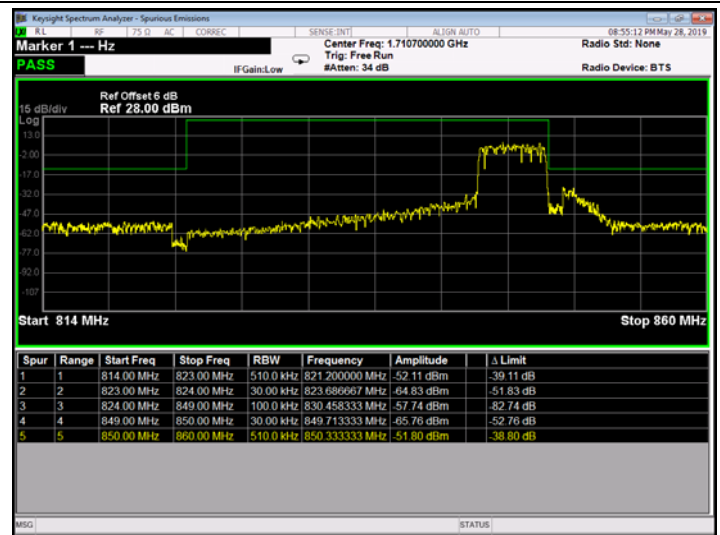 Keysight Spectrum Analyzer - Spurious Emissions
RL RF 75 Ω AC CORREC SENSE:INT ALIGN AUTO 08:55:12 PM May 28, 2019
Marker 1 --- Hz Center Freq: 1.710700000 GHz Radio Std: None
Trig: Free Run
PASS IFGain:Low #Atten: 34 dB Radio Device: BTS
Ref Offset 6 dB
15 dB/div Ref 28.00 dBm
Log
13.0
-2.00
-17.0
-32.0
-47.0
-62.0
-77.0
-92.0
-107
Start 814 MHz Stop 860 MHz
Spur Range Start Freq Stop Freq RBW Frequency Amplitude Δ Limit
1 1 814.00 MHz 823.00 MHz 510.0 kHz 821.200000 MHz -52.11 dBm -39.11 dB
2 2 823.00 MHz 824.00 MHz 30.00 kHz 823.686667 MHz -64.83 dBm -51.83 dB
3 3 824.00 MHz 849.00 MHz 100.0 kHz 830.458333 MHz -57.74 dBm -82.74 dB
4 4 849.00 MHz 850.00 MHz 30.00 kHz 849.713333 MHz -65.76 dBm -52.76 dB
5 5 850.00 MHz 860.00 MHz 510.0 kHz 850.333333 MHz -51.80 dBm -38.80 dB
MSG STATUS